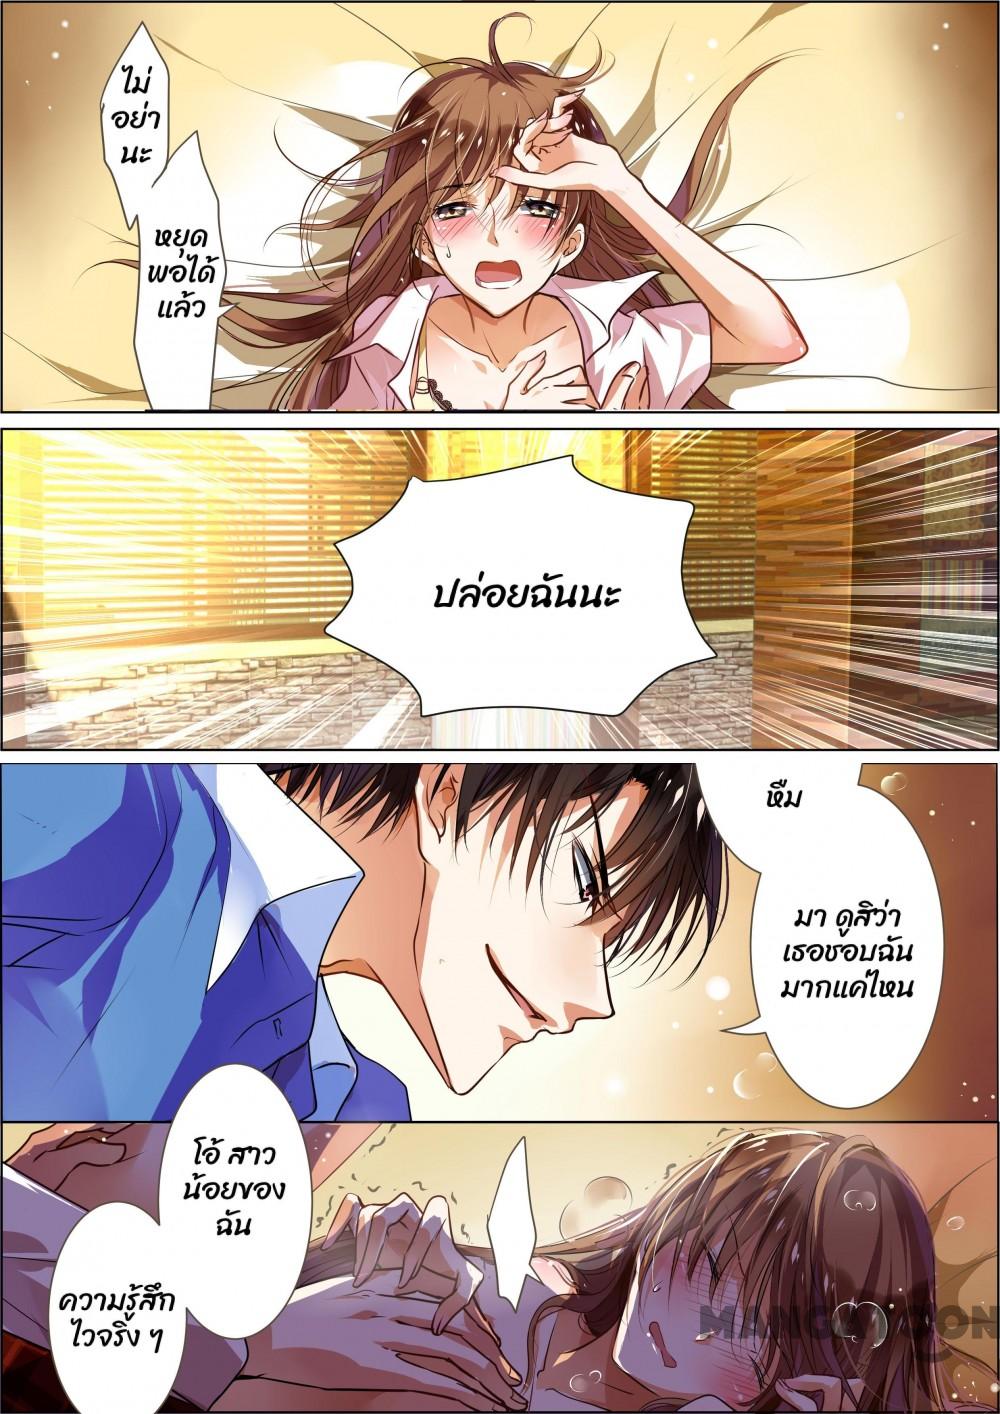 ไม่
อย่า
นะ
หยุด
พอได้
แล้ว
ปล่อยฉันนะ
หืม
มา ดูสิว่า
เธอชอบฉัน
มากแค่ไหน
โอ้ สาว
น้อยของ
ฉัน
ความรู้สึก
ไวจริง ๆ
MANGATOON